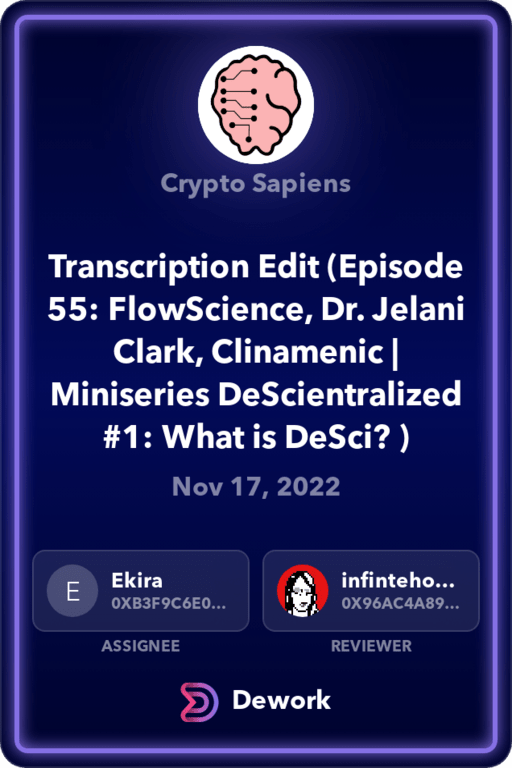 Crypto Sapiens
Transcription Edit (Episode
55: FlowScience, Dr. Jelani
Clark, Clinamenic |
Miniseries DeScientralized
#1: What is DeSci? )
Nov 17, 2022
E
Ekira
0XB3F9C6E0...
infinteho...
0X96AC4A89...
ASSIGNEE
REVIEWER
Dework